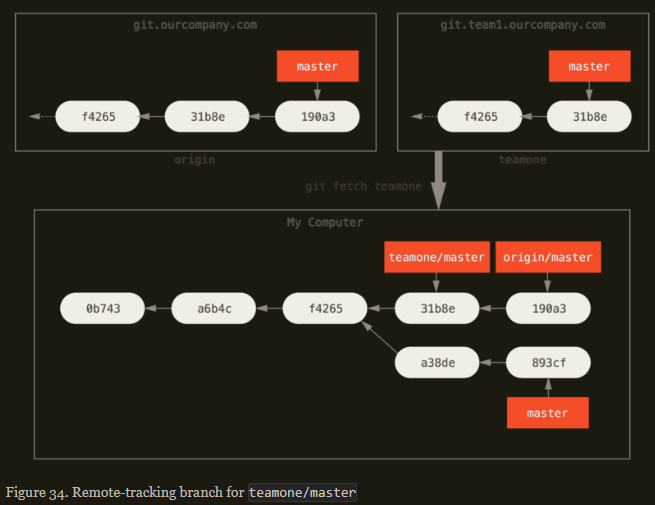 git.ourcompany.com
master
f4265 31b8e 190a3
origin
git.team1.ourcompany.com
master
f4265 31b8e
teamone
git fetch teamone
My Computer
teamone/master origin/master
0b743 a6b4c f4265 31b8e 190a3
a38de 893cf
master
Figure 34. Remote-tracking branch for teamone/master